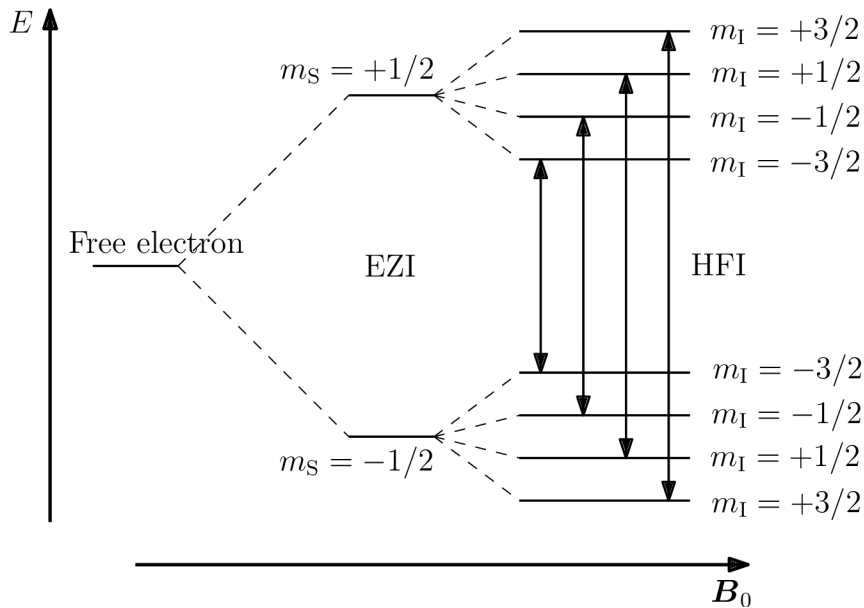 E
m_S = +1/2
m_I = +3/2
m_I = +1/2
m_I = −1/2
m_I = −3/2
Free electron
EZI
HFI
m_S = −1/2
m_I = −3/2
m_I = −1/2
m_I = +1/2
m_I = +3/2
B_0